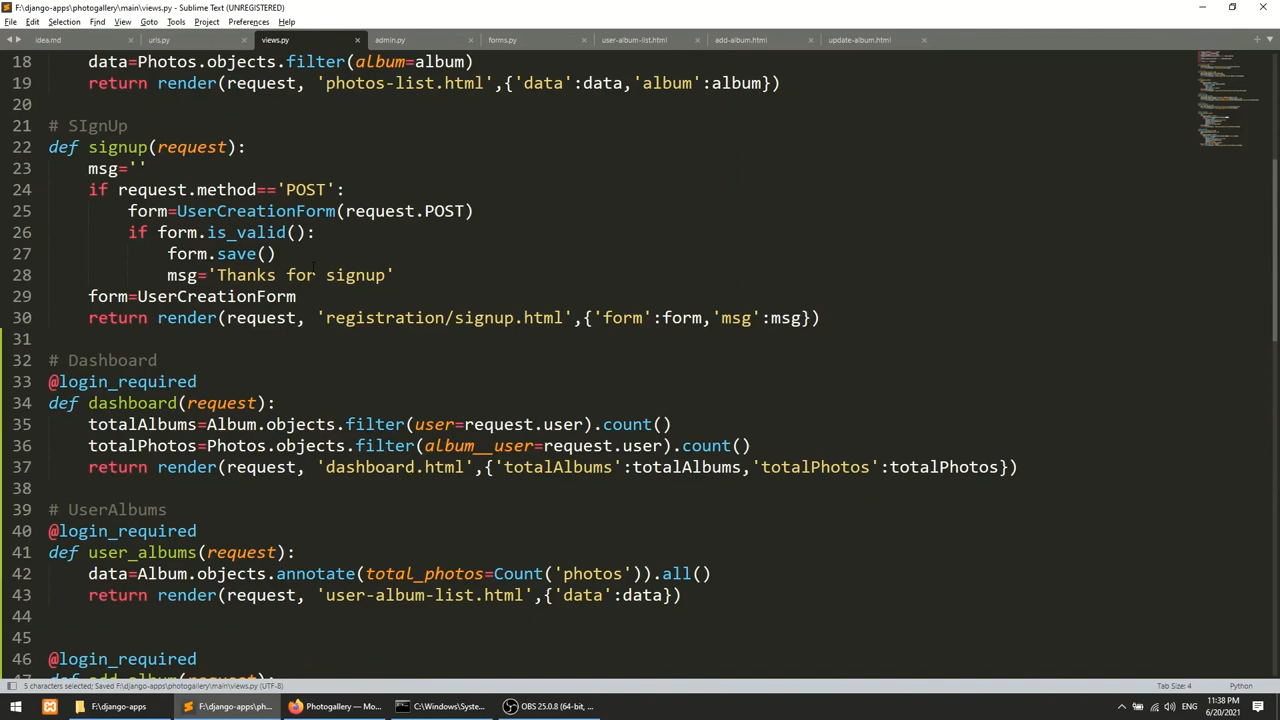 F:\django-apps\photogallery\main\views.py - Sublime Text (UNREGISTERED)
File Edit Selection Find View Goto Tools Project Preferences Help
idea.md urls.py views.py admin.py forms.py user-album-list.html add-album.html update-album.html
18 data=Photos.objects.filter(album=album)
19 return render(request, 'photos-list.html',{'data':data,'album':album})
20
21 # SIgnUp
22 def signup(request):
23 msg=''
24 if request.method=='POST':
25 form=UserCreationForm(request.POST)
26 if form.is_valid():
27 form.save()
28 msg='Thanks for signup'
29 form=UserCreationForm
30 return render(request, 'registration/signup.html',{'form':form,'msg':msg})
31
32 # Dashboard
33 @login_required
34 def dashboard(request):
35 totalAlbums=Album.objects.filter(user=request.user).count()
36 totalPhotos=Photos.objects.filter(album__user=request.user).count()
37 return render(request, 'dashboard.html',{'totalAlbums':totalAlbums,'totalPhotos':totalPhotos})
38
39 # UserAlbums
40 @login_required
41 def user_albums(request):
42 data=Album.objects.annotate(total_photos=Count('photos')).all()
43 return render(request, 'user-album-list.html',{'data':data})
44
45
46 @login_required
47 def add_album(request):
5 characters selected; Saved F:\django-apps\photogallery\main\views.py (UTF-8) Tab Size: 4 Python
F:\django-apps F:\django-apps\ph... Photogallery — Mo... C:\Windows\Syste... OBS 25.0.8 (64-bit, ... 11:38 PM
6/20/2021